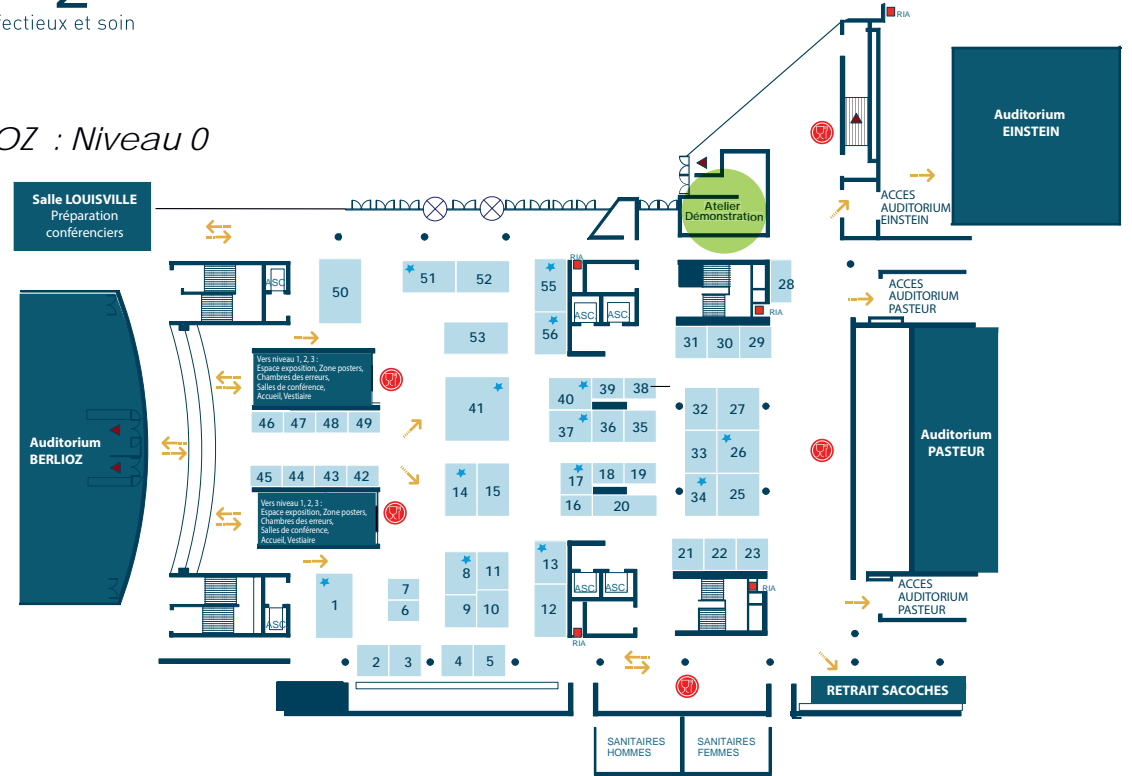 2
fectieux et soin
OZ : Niveau 0
RIA
Auditorium
EINSTEIN
Salle LOUISVILLE
Préparation
conférenciers
Atelier
Démonstration
ACCES
AUDITORIUM
EINSTEIN
ASC.
50
51
52
RIA
55
56
ASC.
ASC.
28
RIA
ACCES
AUDITORIUM
PASTEUR
53
31
30
29
Vers niveau 1, 2, 3 :
Espace exposition, Zone posters,
Chambres des erreurs,
Salles de conférence,
Accueil, Vestiaire
41
40
39
38
37
36
35
32
27
33
26
34
25
46
47
48
49
Auditorium
BERLIOZ
Auditorium
PASTEUR
45
44
43
42
14
15
17
18
19
16
20
Vers niveau 1, 2, 3 :
Espace exposition, Zone posters,
Chambres des erreurs,
Salles de conférence,
Accueil, Vestiaire
21
22
23
1
7
6
8
11
9
10
13
12
ASC.
ASC.
ASC.
RIA
RIA
ACCES
AUDITORIUM
PASTEUR
2
3
4
5
RETRAIT SACOCHES
SANITAIRES
HOMMES
SANITAIRES
FEMMES